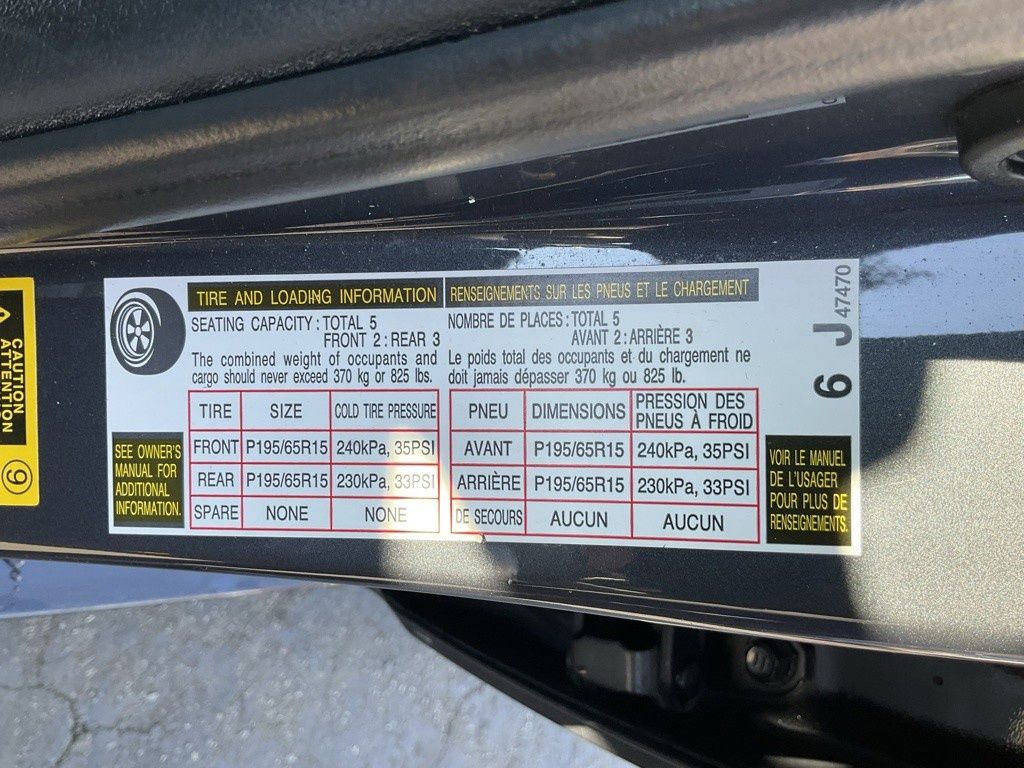 CAUTION
ATTENTION
9
TIRE AND LOADING INFORMATION
SEATING CAPACITY : TOTAL 5
FRONT 2 : REAR 3
The combined weight of occupants and
cargo should never exceed 370 kg or 825 lbs.
TIRE SIZE COLD TIRE PRESSURE
FRONT P195/65R15 240kPa, 35PSI
REAR P195/65R15 230kPa, 33PSI
SPARE NONE NONE
SEE OWNER'S
MANUAL FOR
ADDITIONAL
INFORMATION.
RENSEIGNEMENTS SUR LES PNEUS ET LE CHARGEMENT
NOMBRE DE PLACES : TOTAL 5
AVANT 2 : ARRIÈRE 3
Le poids total des occupants et du chargement ne
doit jamais dépasser 370 kg ou 825 lb.
PNEU DIMENSIONS PRESSION DES
PNEUS À FROID
AVANT P195/65R15 240kPa, 35PSI
ARRIÈRE P195/65R15 230kPa, 33PSI
DE SECOURS AUCUN AUCUN
VOIR LE MANUEL
DE L'USAGER
POUR PLUS DE
RENSEIGNEMENTS.
6 J 47470